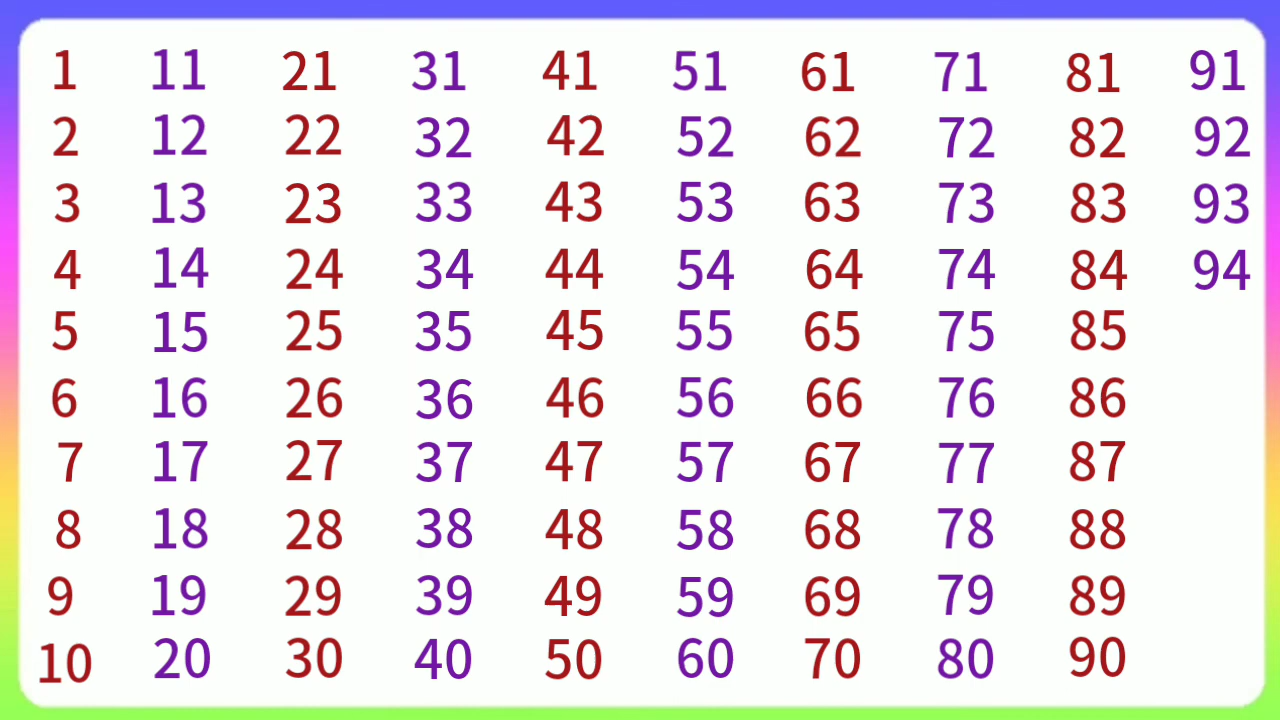 1 11 21 31 41 51 61 71 81 91
2 12 22 32 42 52 62 72 82 92
3 13 23 33 43 53 63 73 83 93
4 14 24 34 44 54 64 74 84 94
5 15 25 35 45 55 65 75 85
6 16 26 36 46 56 66 76 86
7 17 27 37 47 57 67 77 87
8 18 28 38 48 58 68 78 88
9 19 29 39 49 59 69 79 89
10 20 30 40 50 60 70 80 90